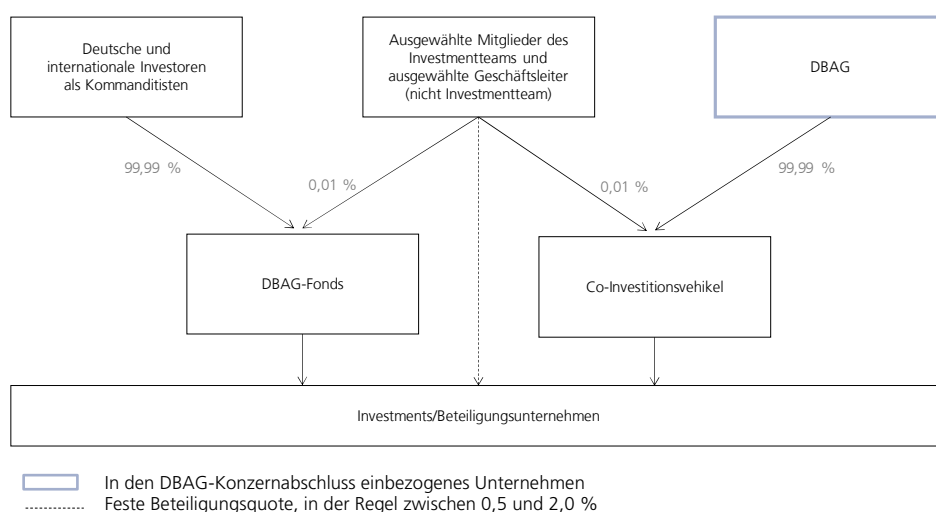 Deutsche und
internationale Investoren
als Kommanditisten
Ausgewählte Mitglieder des
Investmentteams und
ausgewählte Geschäftsleiter
(nicht Investmentteam)
DBAG
99,99 %
0,01 %
0,01 %
99,99 %
DBAG-Fonds
Co-Investitionsvehikel
Investments/Beteiligungsunternehmen
In den DBAG-Konzernabschluss einbezogenes Unternehmen
Feste Beteiligungsquote, in der Regel zwischen 0,5 und 2,0 %